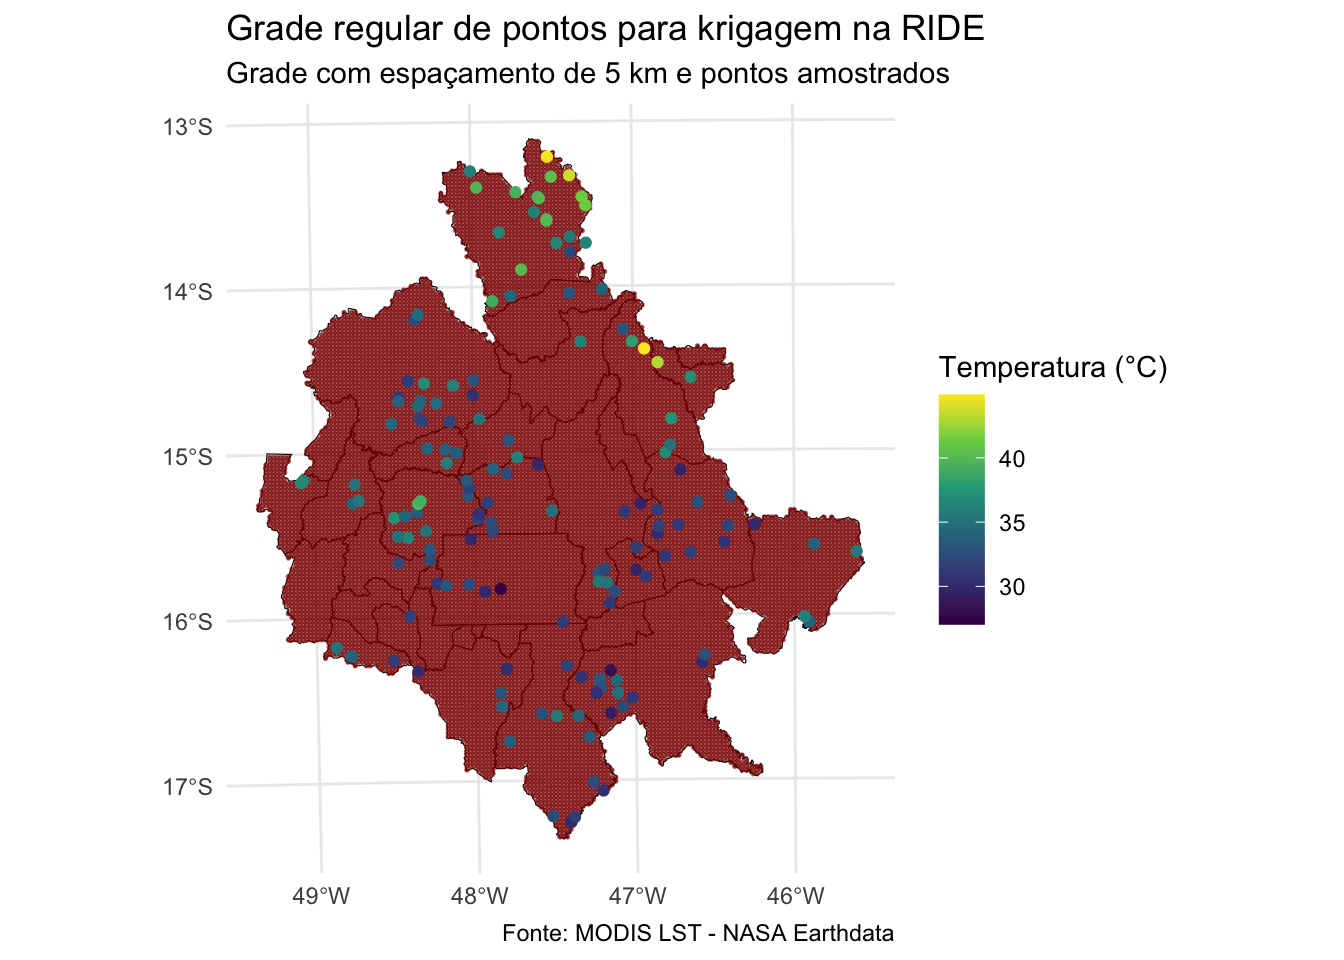 Grade regular de pontos para krigagem na RIDE
Grade com espaçamento de 5 km e pontos amostrados
13°S
14°S
15°S
16°S
17°S
49°W
48°W
47°W
46°W
Temperatura (°C)
40
35
30
Fonte: MODIS LST - NASA Earthdata